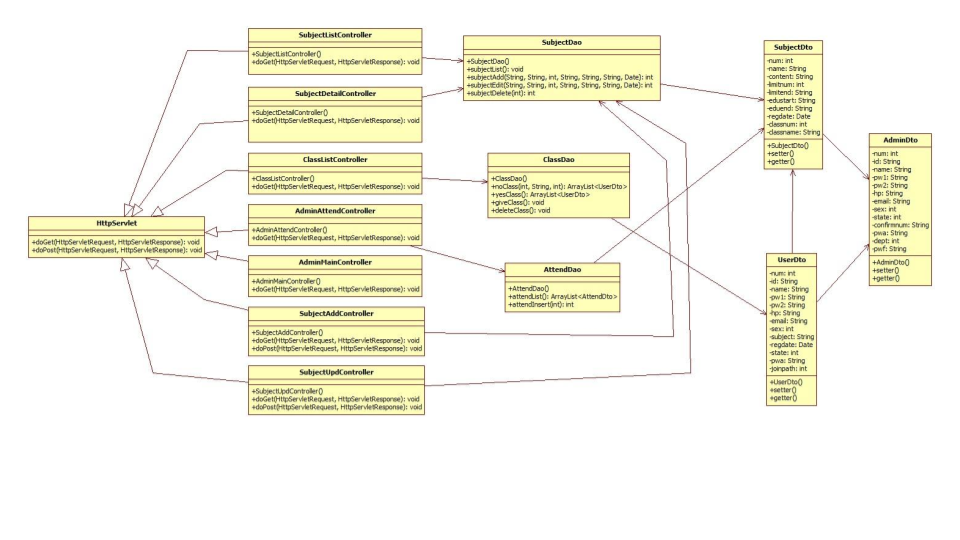 SubjectListController
+SubjectListController()
+doGet(HttpServletRequest, HttpServletResponse): void
SubjectDetailController
+SubjectDetailController()
+doGet(HttpServletRequest, HttpServletResponse): void
ClassListController
+ClassListController()
+doGet(HttpServletRequest, HttpServletResponse): void
HttpServlet
+doGet(HttpServletRequest, HttpServletResponse): void
+doPost(HttpServletRequest, HttpServletResponse): void
AdminAttendController
+AdminAttendController()
+doGet(HttpServletRequest, HttpServletResponse): void
AdminMainController
+AdminMainController()
+doGet(HttpServletRequest, HttpServletResponse): void
SubjectAddController
+SubjectAddController()
+doGet(HttpServletRequest, HttpServletResponse): void
+doPost(HttpServletRequest, HttpServletResponse): void
SubjectUpdController
+SubjectUpdController()
+doGet(HttpServletRequest, HttpServletResponse): void
+doPost(HttpServletRequest, HttpServletResponse): void
SubjectDao
+SubjectDao()
+subjectList(): void
+subjectAdd(String, String, int, String, String, String, Date): int
+subjectEdit(String, String, int, String, String, String, Date): int
+subjectDelete(int): int
ClassDao
+ClassDao()
+noClass(int, String, int): ArrayList<UserDto>
+yesClass(): ArrayList<UserDto>
+giveClass(): void
+deleteClass(): void
AttendDao
+AttendDao()
+attendList(): ArrayList<AttendDto>
+attendInsert(int): int
SubjectDto
-num: int
-name: String
-content: String
-limitnum: int
-limitend: String
-edustart: String
-eduend: String
-regdate: Date
-classnum: int
-classname: String
+SubjectDto()
+setter()
+getter()
UserDto
-num: int
-id: String
-name: String
-pw1: String
-pw2: String
-hp: String
-email: String
-sex: int
-subject: String
-regdate: Date
-state: int
-pwa: String
-joinpath: int
+UserDto()
+setter()
+getter()
AdminDto
-num: int
-id: String
-name: String
-pw1: String
-pw2: String
-hp: String
-email: String
-sex: int
-state: int
-confirmnum: String
-pwa: String
-dept: int
-pwf: String
+AdminDto()
+setter()
+getter()